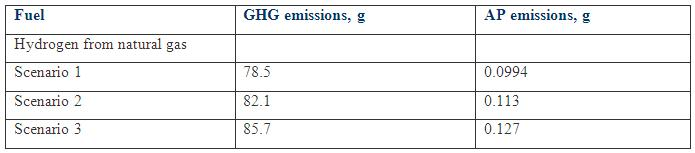 Fuel GHG emissions, g AP emissions, g
Hydrogen from natural gas
Scenario 1 78.5 0.0994
Scenario 2 82.1 0.113
Scenario 3 85.7 0.127